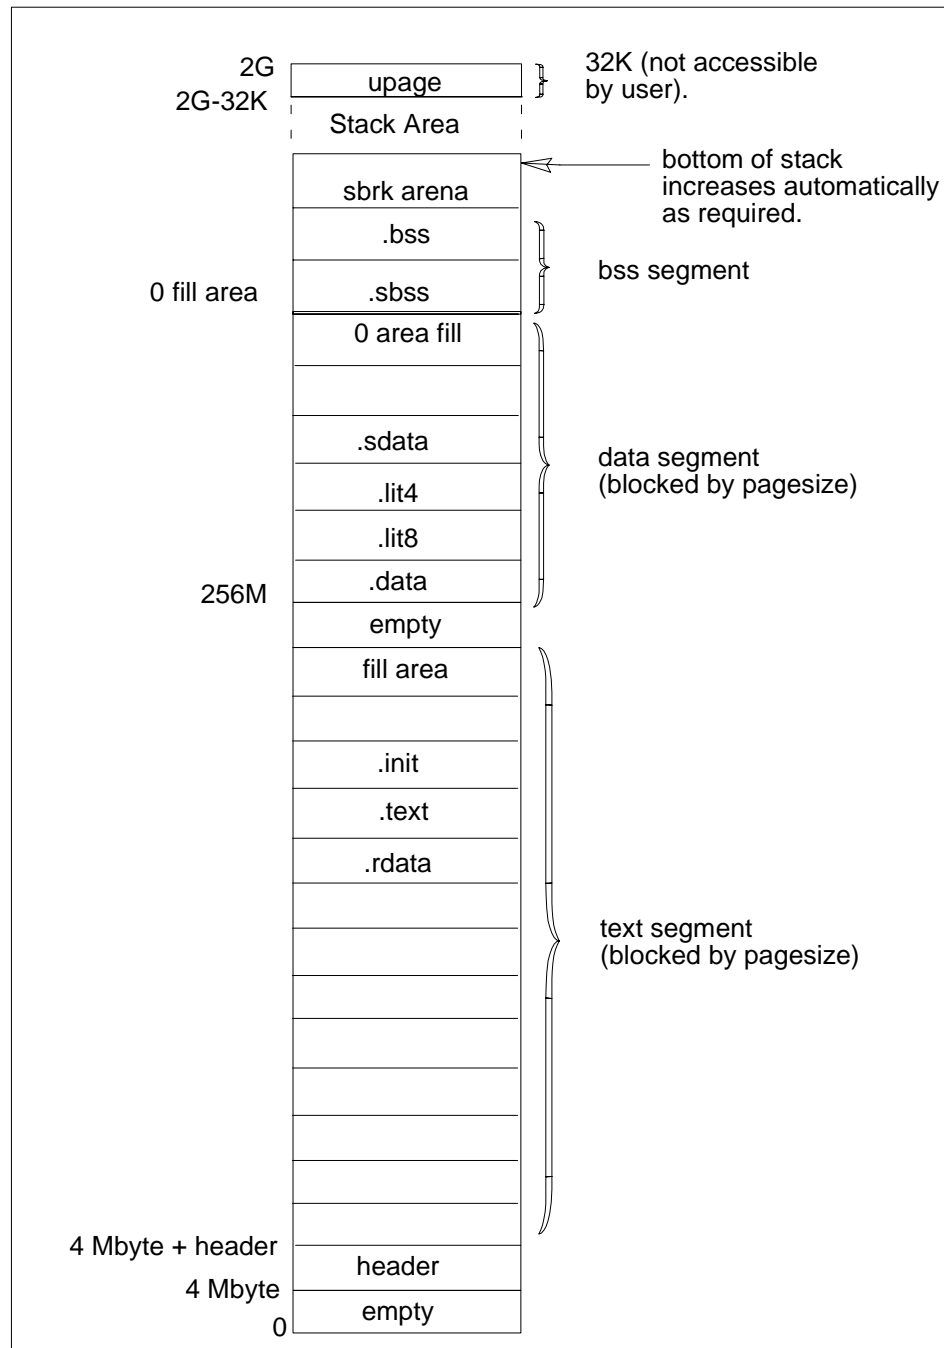 2G
upage
32K (not accessible
by user).
2G-32K
Stack Area
bottom of stack
increases automatically
as required.
sbrk arena
.bss
bss segment
0 fill area
.sbss
0 area fill
.sdata
data segment
(blocked by pagesize)
.lit4
.lit8
.data
256M
empty
fill area
.init
.text
.rdata
text segment
(blocked by pagesize)
4 Mbyte + header
header
4 Mbyte
empty
0